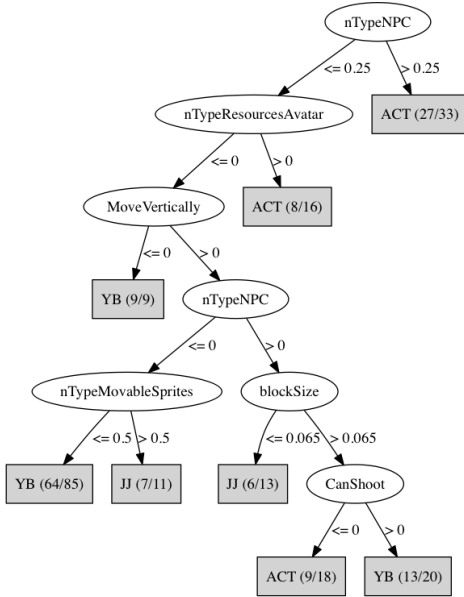 nTypeNPC
<= 0.25 > 0.25
nTypeResourcesAvatar ACT (27/33)
<= 0 > 0
MoveVertically ACT (8/16)
<= 0 > 0
YB (9/9) nTypeNPC
<= 0 > 0
nTypeMovableSprites blockSize
<= 0.5 > 0.5 <= 0.065 > 0.065
YB (64/85) JJ (7/11) JJ (6/13) CanShoot
<= 0 > 0
ACT (9/18) YB (13/20)